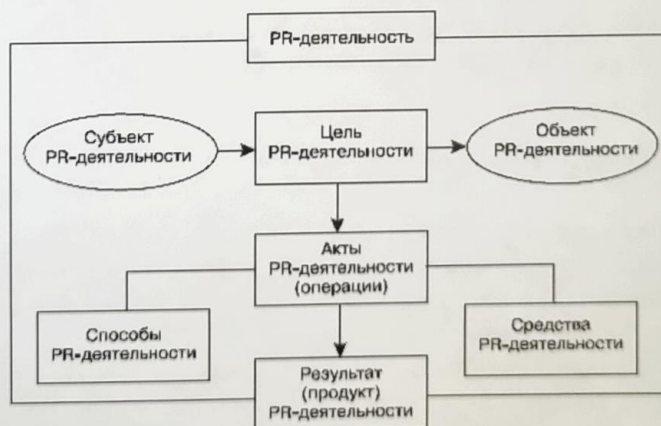 PR-деятельность
Субъект
PR-деятельности
Цель
PR-деятельности
Объект
PR-деятельности
Акты
PR-деятельности
(операции)
Способы
PR-деятельности
Средства
PR-деятельности
Результат
(продукт)
PR-деятельности